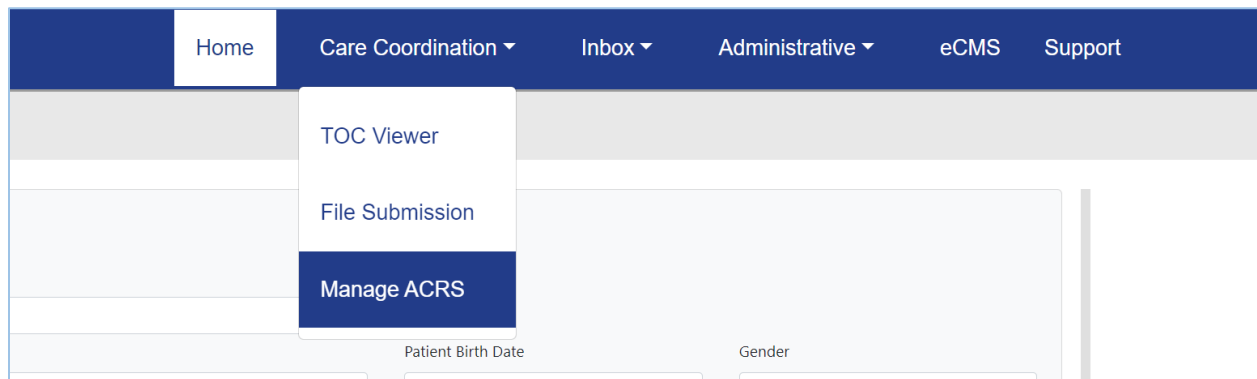 Home Care Coordination Inbox Administrative eCMS Support
TOC Viewer
File Submission
Manage ACRS
Patient Birth Date Gender